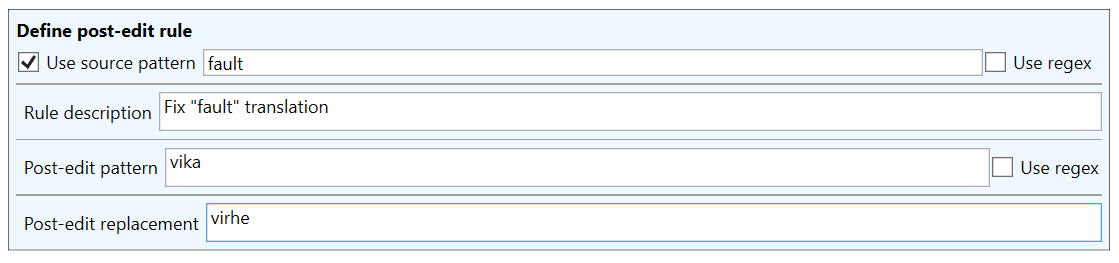 Define post-edit rule
Use source pattern fault Use regex
Rule description Fix "fault" translation
Post-edit pattern vika Use regex
Post-edit replacement virhe